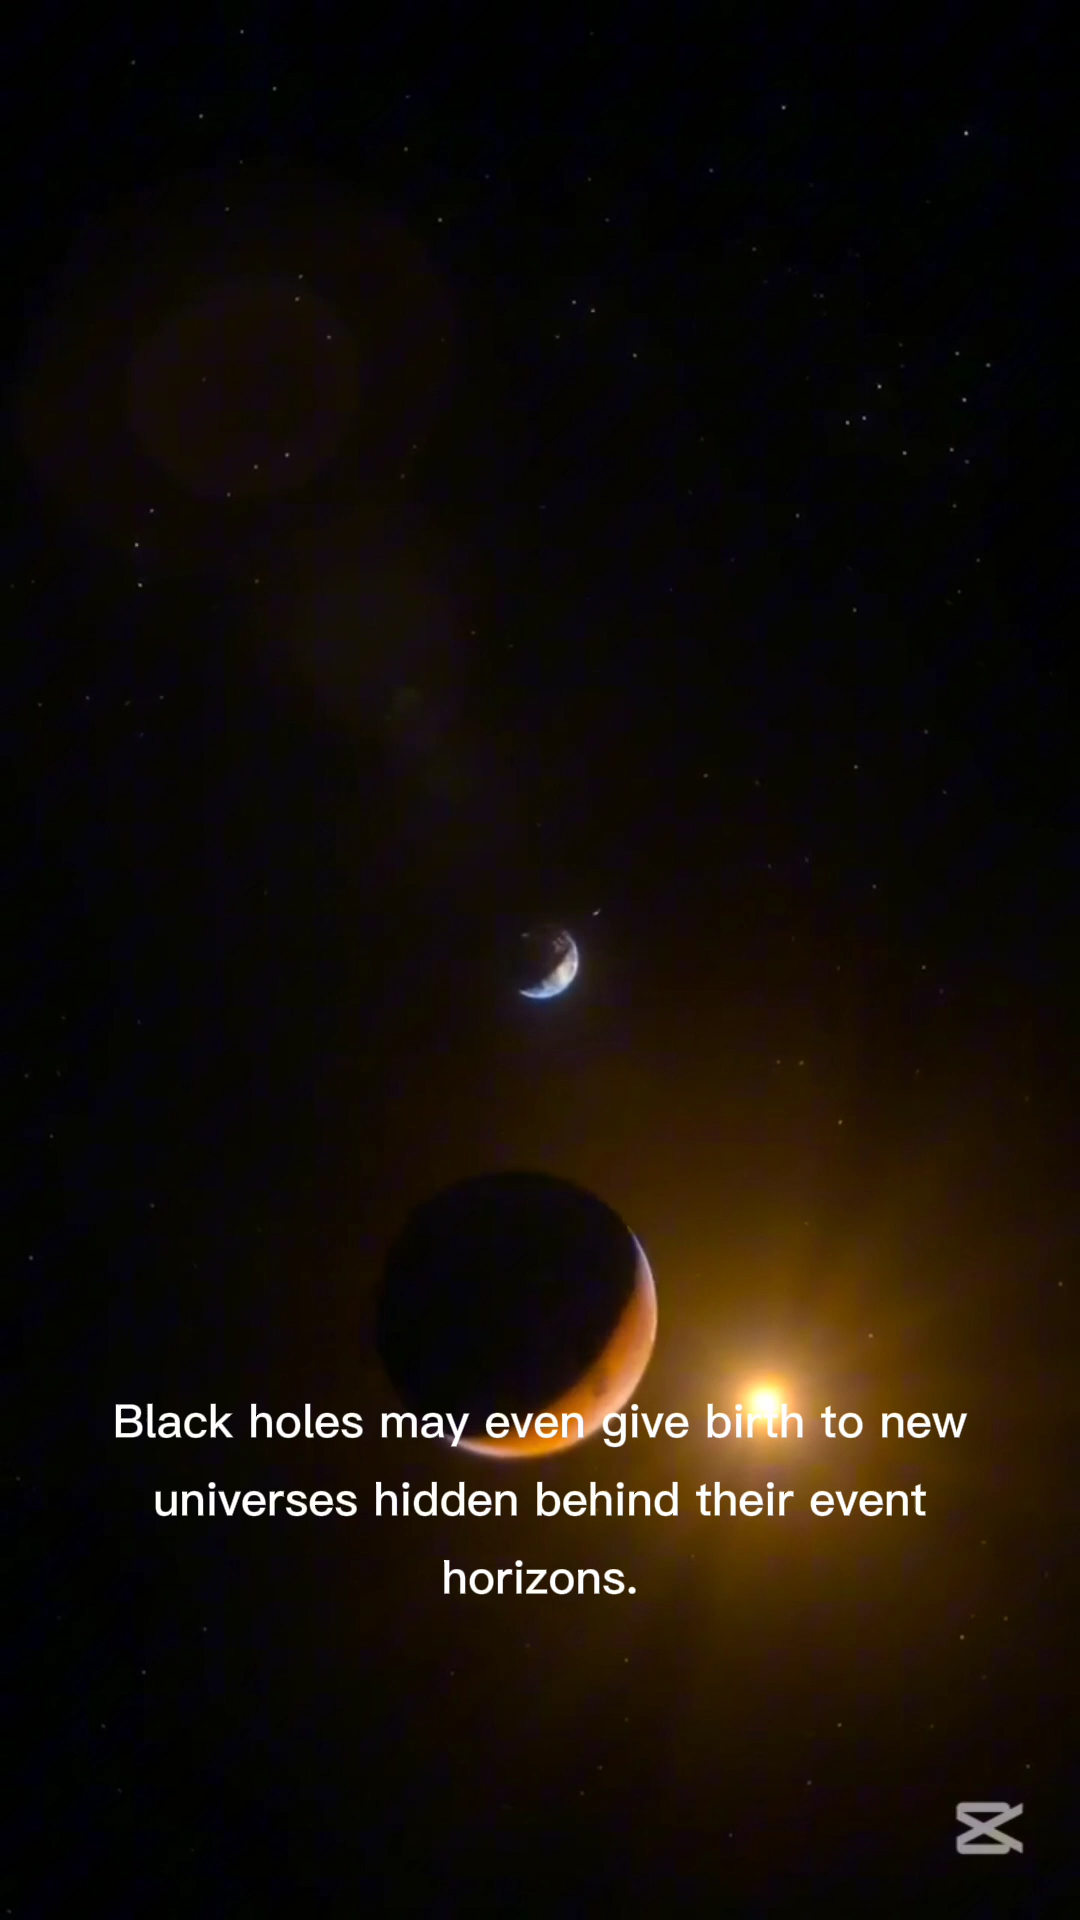 Black holes may even give birth to new
universes hidden behind their event
horizons.